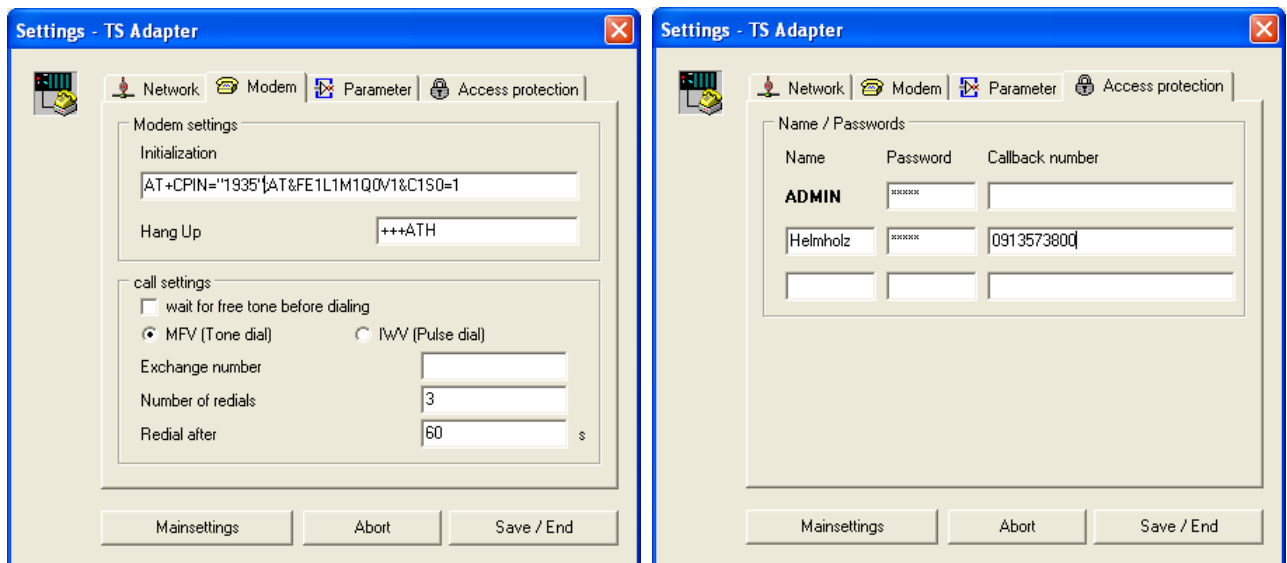 Settings - TS Adapter
Network Modem Parameter Access protection
Modem settings
Initialization
AT+CPIN="1935";AT&FE1L1M1Q0V1&C1S0=1
Hang Up +++ATH
call settings
wait for free tone before dialing
MFV (Tone dial) IWV (Pulse dial)
Exchange number
Number of redials 3
Redial after 60 s
Mainsettings Abort Save / End
Settings - TS Adapter
Network Modem Parameter Access protection
Name / Passwords
Name Password Callback number
ADMIN *****
Helmholz ***** 0913573800
Mainsettings Abort Save / End